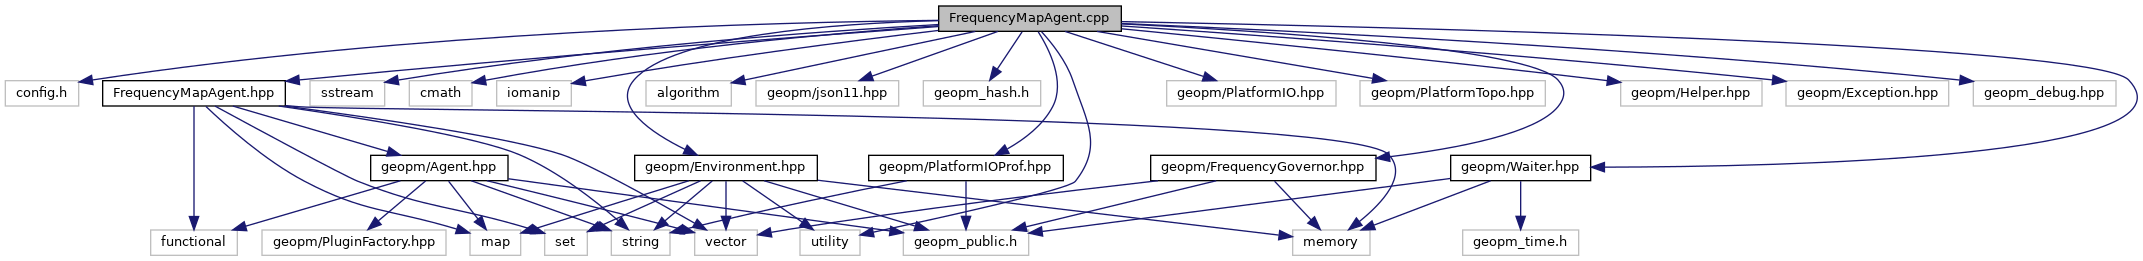 FrequencyMapAgent.cpp
config.h
FrequencyMapAgent.hpp
sstream
cmath
iomanip
algorithm
geopm/json11.hpp
geopm_hash.h
geopm/PlatformIO.hpp
geopm/PlatformTopo.hpp
geopm/Helper.hpp
geopm/Exception.hpp
geopm_debug.hpp
geopm/Agent.hpp
geopm/Environment.hpp
geopm/PlatformIOProf.hpp
geopm/FrequencyGovernor.hpp
geopm/Waiter.hpp
functional
geopm/PluginFactory.hpp
map
set
string
vector
utility
geopm_public.h
memory
geopm_time.h